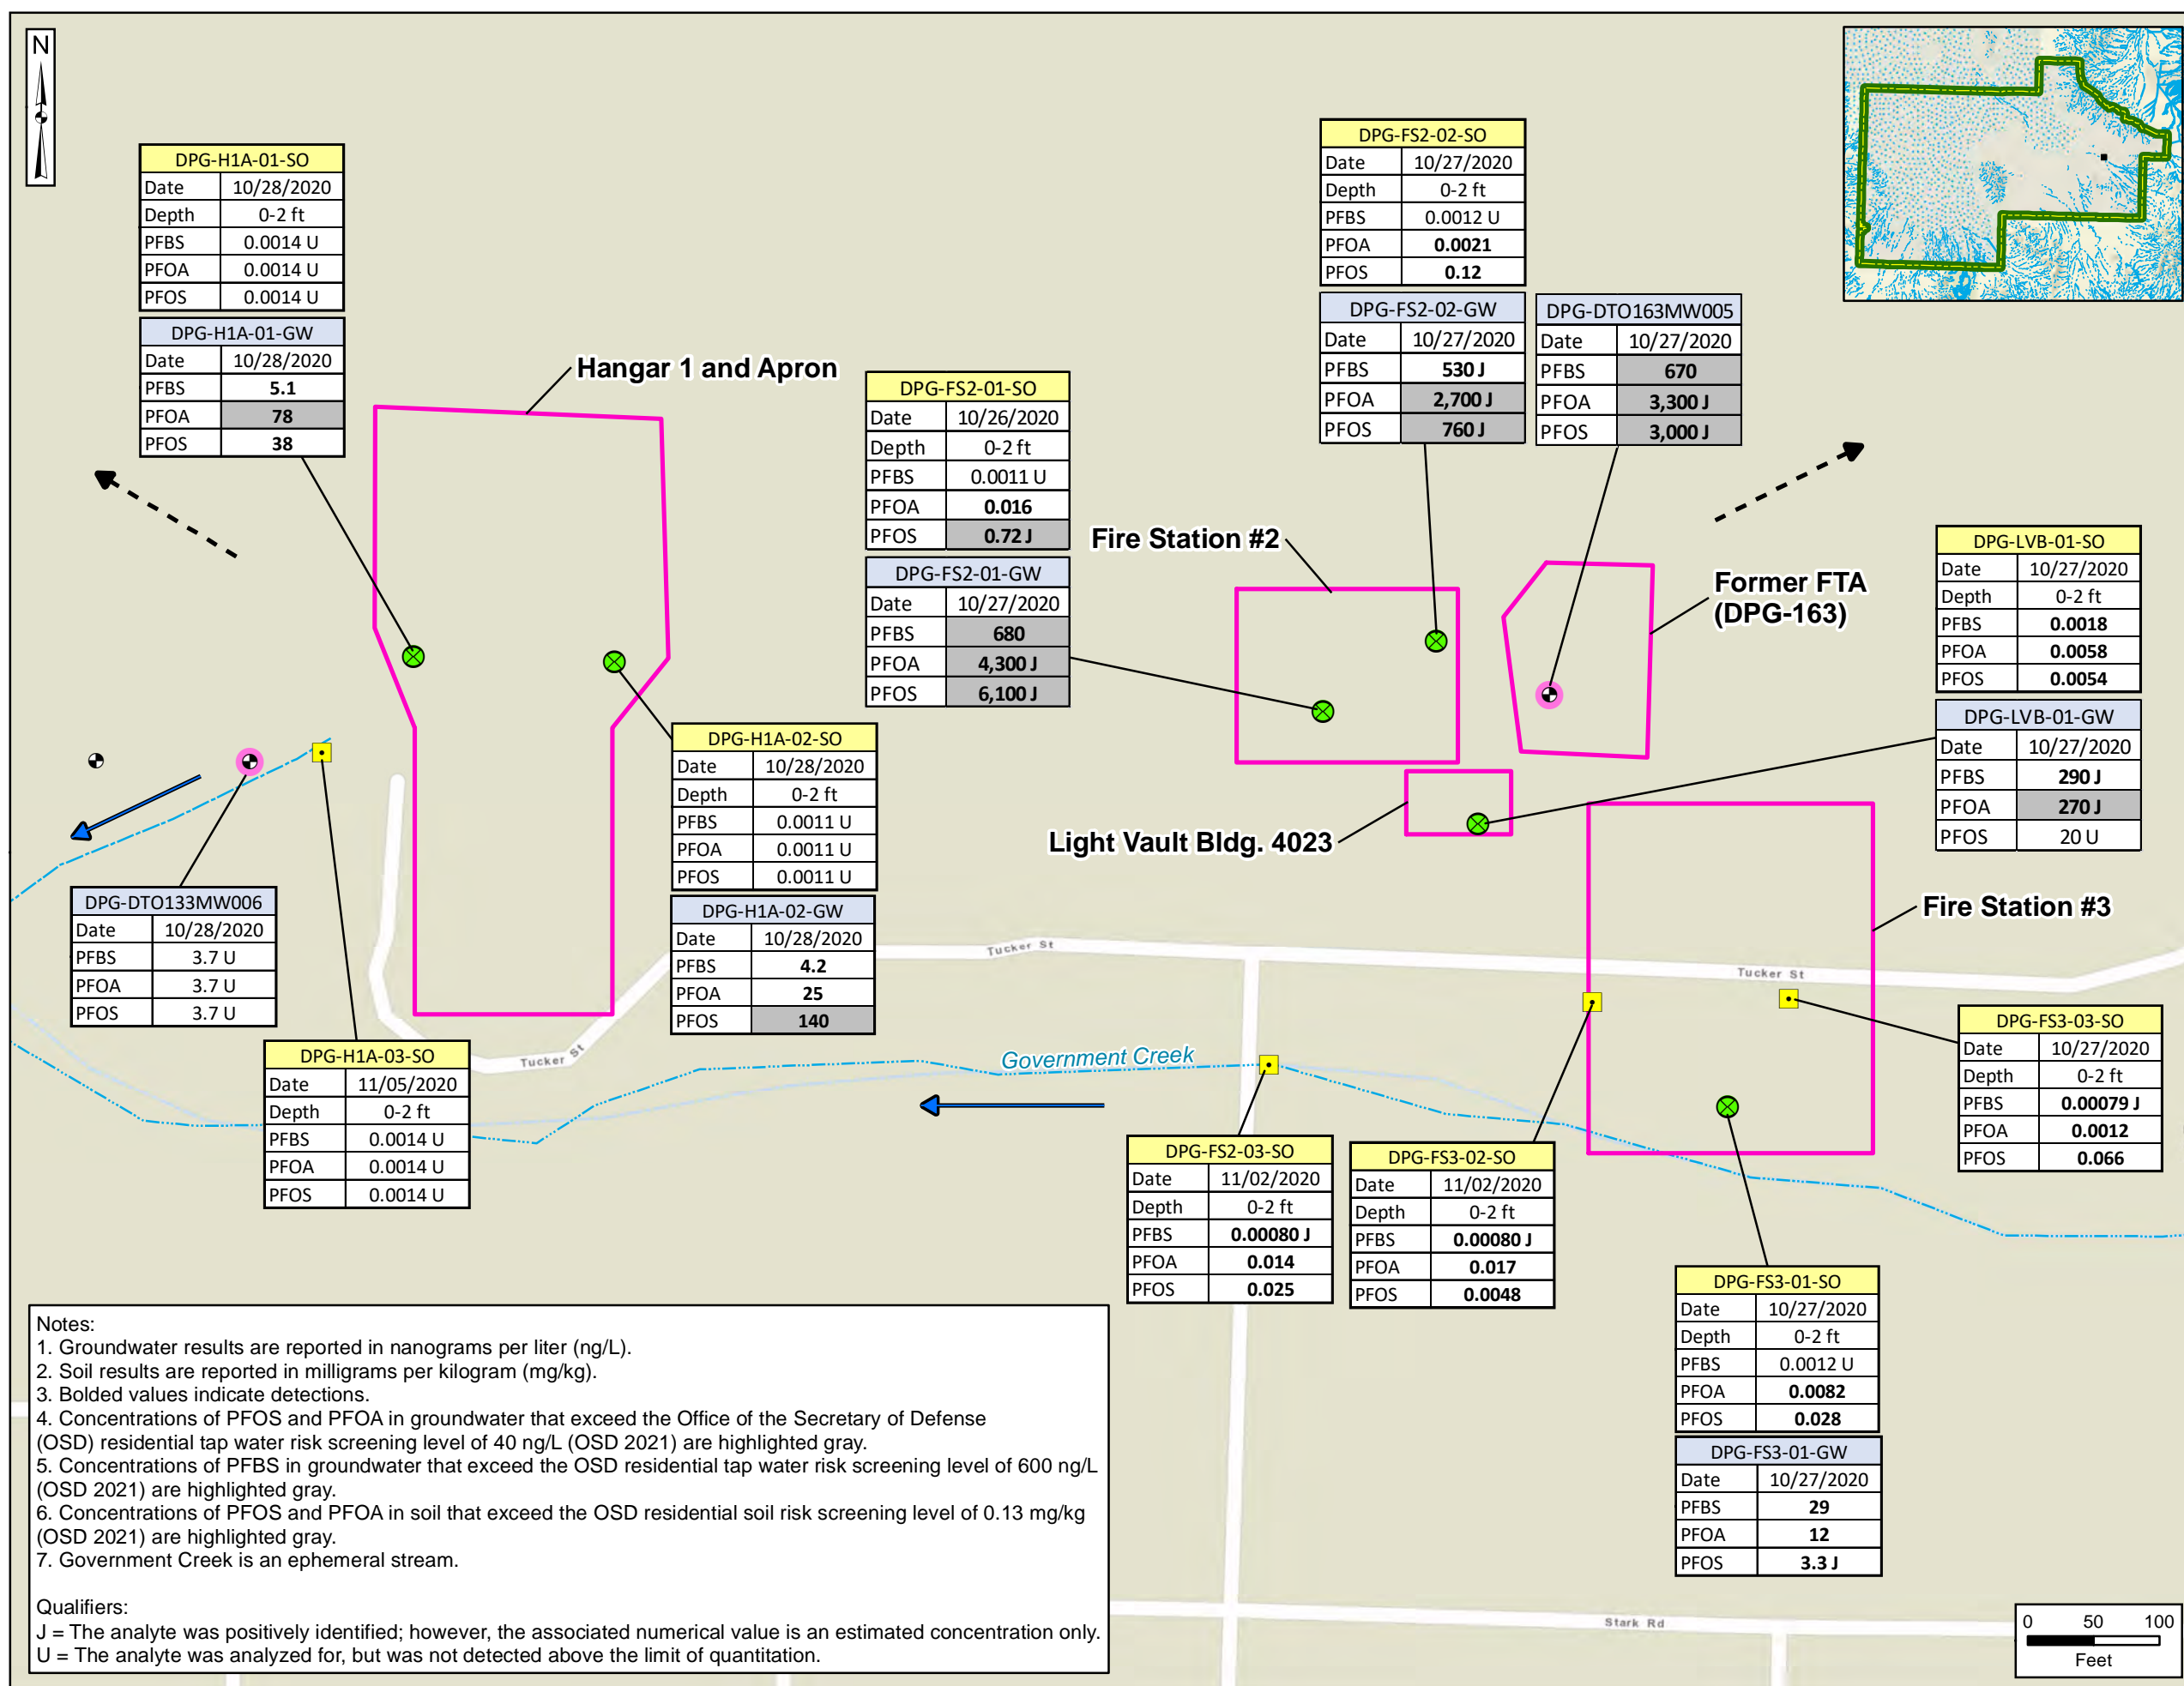 N
DPG-H1A-01-SO
Date 10/28/2020
Depth 0-2 ft
PFBS 0.0014 U
PFOA 0.0014 U
PFOS 0.0014 U
DPG-H1A-01-GW
Date 10/28/2020
PFBS 5.1
PFOA 78
PFOS 38
Hangar 1 and Apron
DPG-FS2-01-SO
Date 10/26/2020
Depth 0-2 ft
PFBS 0.0011 U
PFOA 0.016
PFOS 0.72 J
DPG-FS2-01-GW
Date 10/27/2020
PFBS 680
PFOA 4,300 J
PFOS 6,100 J
DPG-FS2-02-SO
Date 10/27/2020
Depth 0-2 ft
PFBS 0.0012 U
PFOA 0.0021
PFOS 0.12
DPG-FS2-02-GW
Date 10/27/2020
PFBS 530 J
PFOA 2,700 J
PFOS 760 J
DPG-DTO163MW005
Date 10/27/2020
PFBS 670
PFOA 3,300 J
PFOS 3,000 J
Fire Station #2
Former FTA
(DPG-163)
DPG-LVB-01-SO
Date 10/27/2020
Depth 0-2 ft
PFBS 0.0018
PFOA 0.0058
PFOS 0.0054
DPG-LVB-01-GW
Date 10/27/2020
PFBS 290 J
PFOA 270 J
PFOS 20 U
Light Vault Bldg. 4023
Fire Station #3
DPG-H1A-02-SO
Date 10/28/2020
Depth 0-2 ft
PFBS 0.0011 U
PFOA 0.0011 U
PFOS 0.0011 U
DPG-H1A-02-GW
Date 10/28/2020
PFBS 4.2
PFOA 25
PFOS 140
DPG-DTO133MW006
Date 10/28/2020
PFBS 3.7 U
PFOA 3.7 U
PFOS 3.7 U
DPG-H1A-03-SO
Date 11/05/2020
Depth 0-2 ft
PFBS 0.0014 U
PFOA 0.0014 U
PFOS 0.0014 U
Tucker St
Tucker St
Tucker St
Government Creek
DPG-FS2-03-SO
Date 11/02/2020
Depth 0-2 ft
PFBS 0.00080 J
PFOA 0.014
PFOS 0.025
DPG-FS3-02-SO
Date 11/02/2020
Depth 0-2 ft
PFBS 0.00080 J
PFOA 0.017
PFOS 0.0048
DPG-FS3-03-SO
Date 10/27/2020
Depth 0-2 ft
PFBS 0.00079 J
PFOA 0.0012
PFOS 0.066
DPG-FS3-01-SO
Date 10/27/2020
Depth 0-2 ft
PFBS 0.0012 U
PFOA 0.0082
PFOS 0.028
DPG-FS3-01-GW
Date 10/27/2020
PFBS 29
PFOA 12
PFOS 3.3 J
Notes:
1. Groundwater results are reported in nanograms per liter (ng/L).
2. Soil results are reported in milligrams per kilogram (mg/kg).
3. Bolded values indicate detections.
4. Concentrations of PFOS and PFOA in groundwater that exceed the Office of the Secretary of Defense
(OSD) residential tap water risk screening level of 40 ng/L (OSD 2021) are highlighted gray.
5. Concentrations of PFBS in groundwater that exceed the OSD residential tap water risk screening level of 600 ng/L
(OSD 2021) are highlighted gray.
6. Concentrations of PFOS and PFOA in soil that exceed the OSD residential soil risk screening level of 0.13 mg/kg
(OSD 2021) are highlighted gray.
7. Government Creek is an ephemeral stream.
Qualifiers:
J = The analyte was positively identified; however, the associated numerical value is an estimated concentration only.
U = The analyte was analyzed for, but was not detected above the limit of quantitation.
Stark Rd
0 50 100
Feet